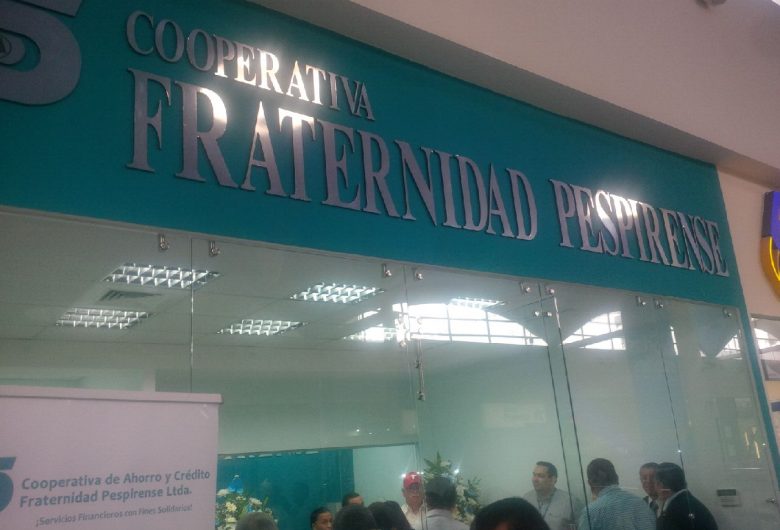 COOPERATIVA
FRATERNIDAD PESPIRENSE
Cooperativa de Ahorro y Crédito
Fraternidad Pespirense Ltda.
¡Servicios Financieros con Fines Solidarios!